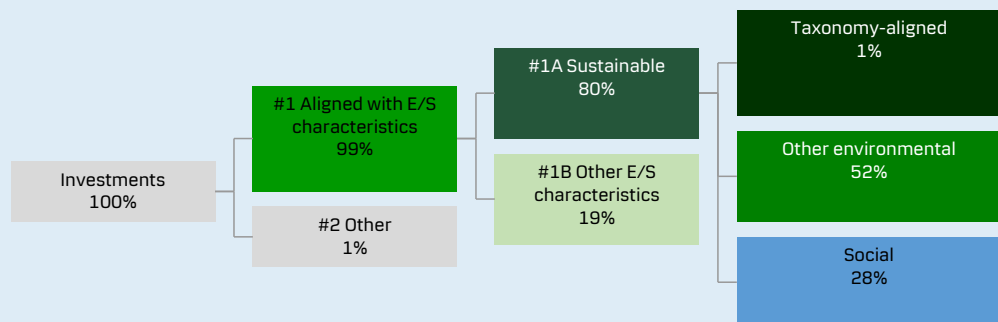 Investments
100%
#1 Aligned with E/S
characteristics
99%
#2 Other
1%
#1A Sustainable
80%
#1B Other E/S
characteristics
19%
Taxonomy-aligned
1%
Other environmental
52%
Social
28%